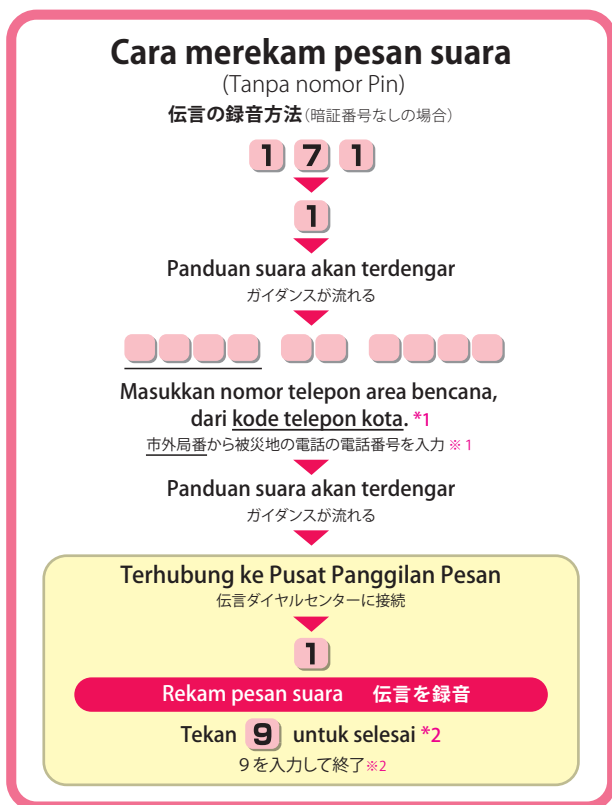 Cara merekam pesan suara
(Tanpa nomor Pin)
伝言の録音方法(暗証番号なしの場合)
1 7 1
1
Panduan suara akan terdengar
ガイダンスが流れる
Masukkan nomor telepon area bencana,
dari kode telepon kota. *1
市外局番から被災地の電話の電話番号を入力 ※1
Panduan suara akan terdengar
ガイダンスが流れる
Terhubung ke Pusat Panggilan Pesan
伝言ダイヤルセンターに接続
1
Rekam pesan suara 伝言を録音
Tekan 9 untuk selesai *2
9を入力して終了※2